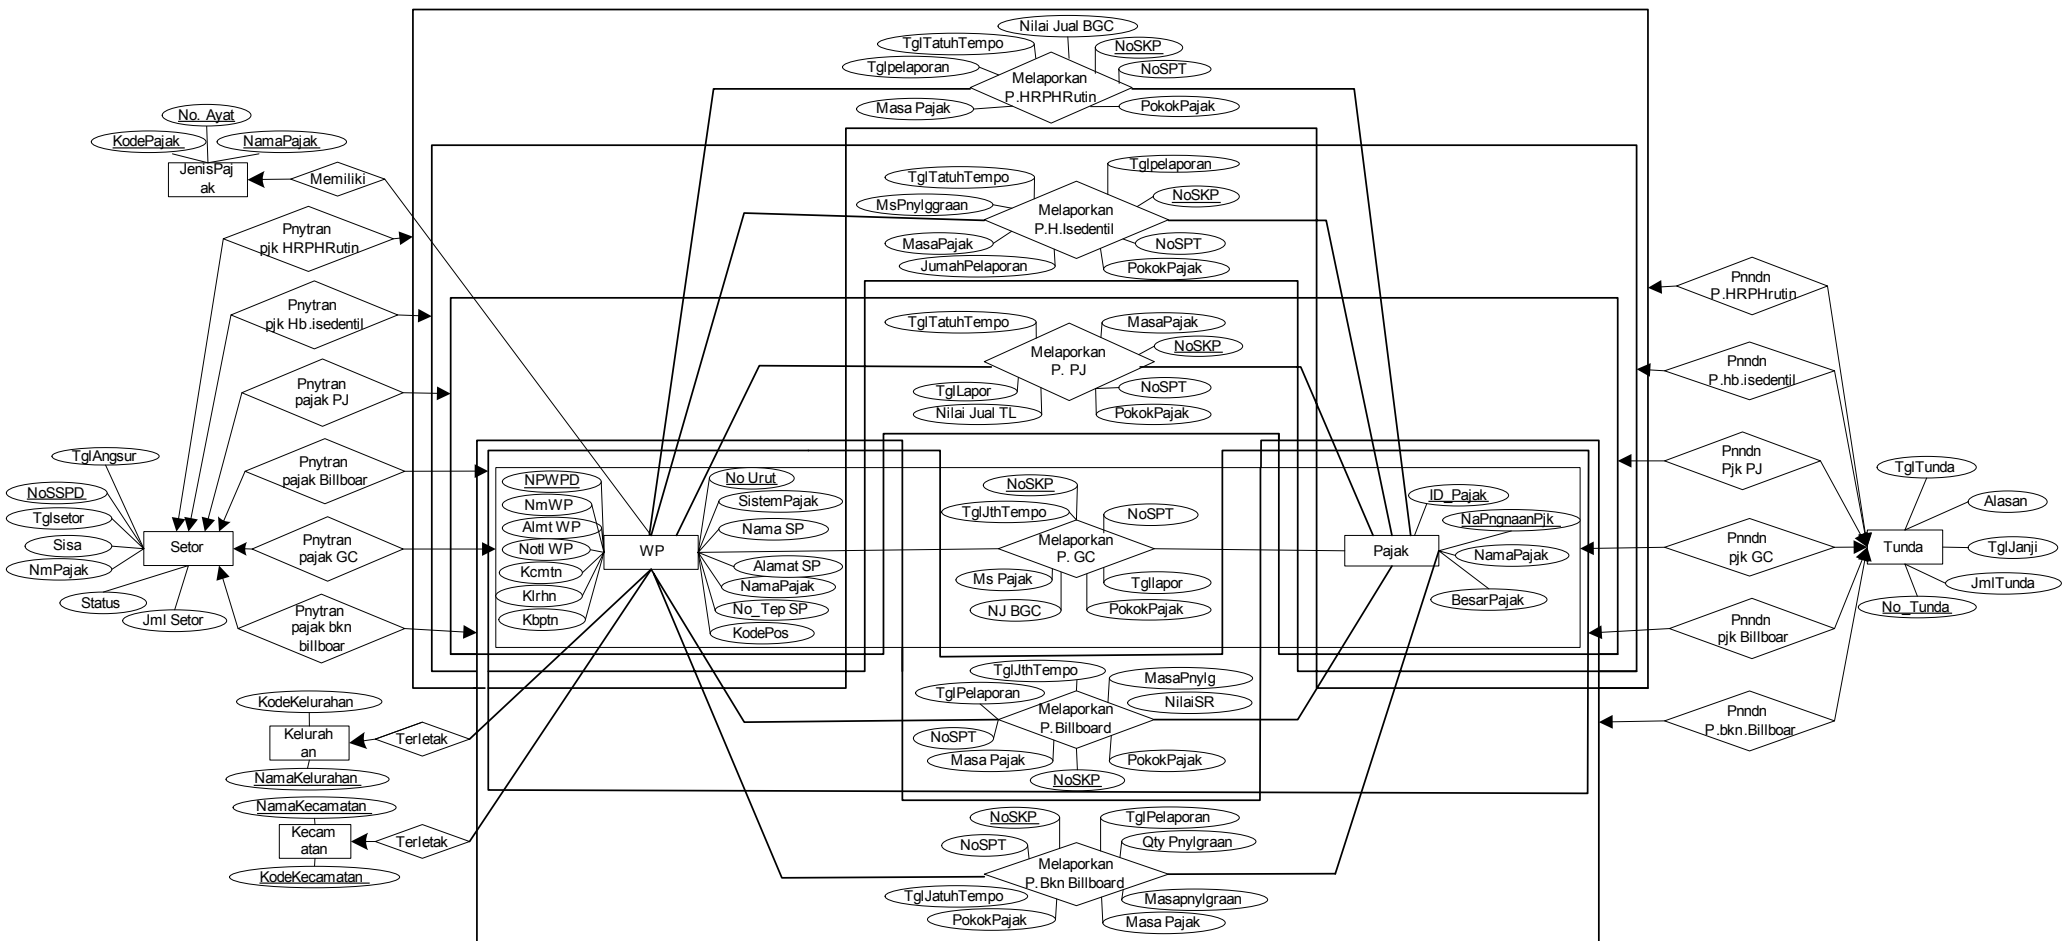 Nilai Jual BGC
TglTatuhTempo
NoSKP
Tglpelaporan
NoSPT
Melaporkan
P.HRPHRutin
Masa Pajak
PokokPajak
No. Ayat
KodePajak
NamaPajak
JenisPaj
ak
Memiliki
Tglpelaporan
TglTatuhTempo
NoSKP
MsPnylggraan
Melaporkan
P.H.Isedentil
MasaPajak
NoSPT
JumahPelaporan
PokokPajak
Pnytran
pjk HRPHRutin
Pnytran
pjk Hb.isedentil
Pnytran
pajak PJ
Pnytran
pajak Billboar
Pnytran
pajak GC
Pnytran
pajak bkn
billboar
Pnndn
P.HRPHrutin
Pnndn
P.hb.isedentil
Pnndn
Pjk PJ
Pnndn
pjk GC
Pnndn
pjk Billboar
Pnndn
P.bkn.Billboar
TglTatuhTempo
MasaPajak
NoSKP
Melaporkan
P. PJ
TglLapor
NoSPT
Nilai Jual TL
PokokPajak
TglAngsur
NoSSPD
Tglsetor
Sisa
NmPajak
Status
Jml Setor
Setor
NPWPD
NmWP
Almt WP
Notl WP
Kcmtn
Klrhn
Kbptn
WP
No Urut
SistemPajak
Nama SP
Alamat SP
NamaPajak
No_Tep SP
KodePos
NoSKP
TglJthTempo
NoSPT
Melaporkan
P. GC
Ms Pajak
Tgllapor
NJ BGC
PokokPajak
ID_Pajak
NaPngnaanPjk
Pajak
NamaPajak
BesarPajak
TglTunda
Alasan
Tunda
TglJanji
JmlTunda
No_Tunda
TglJthTempo
MasaPnylg
TglPelaporan
NilaiSR
Melaporkan
P.Billboard
NoSPT
Masa Pajak
PokokPajak
NoSKP
KodeKelurahan
Kelurah
an
Terletak
NamaKelurahan
NamaKecamatan
Kecam
atan
Terletak
KodeKecamatan
NoSKP
TglPelaporan
NoSPT
Qty Pnylgraan
Melaporkan
P.Bkn Billboard
TglJatuhTempo
Masapnylgraan
PokokPajak
Masa Pajak